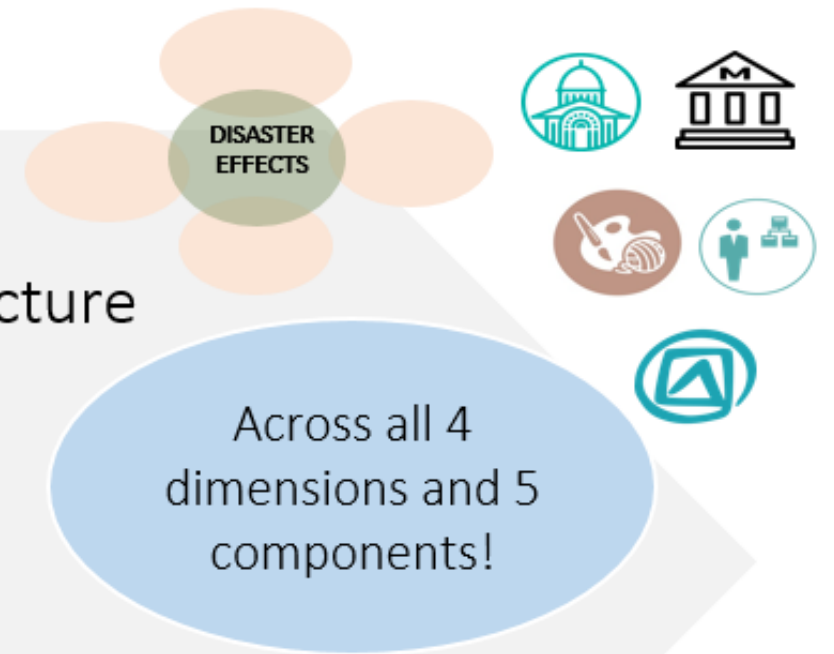 DISASTER
EFFECTS
M
cture
Across all 4
dimensions and 5
components!